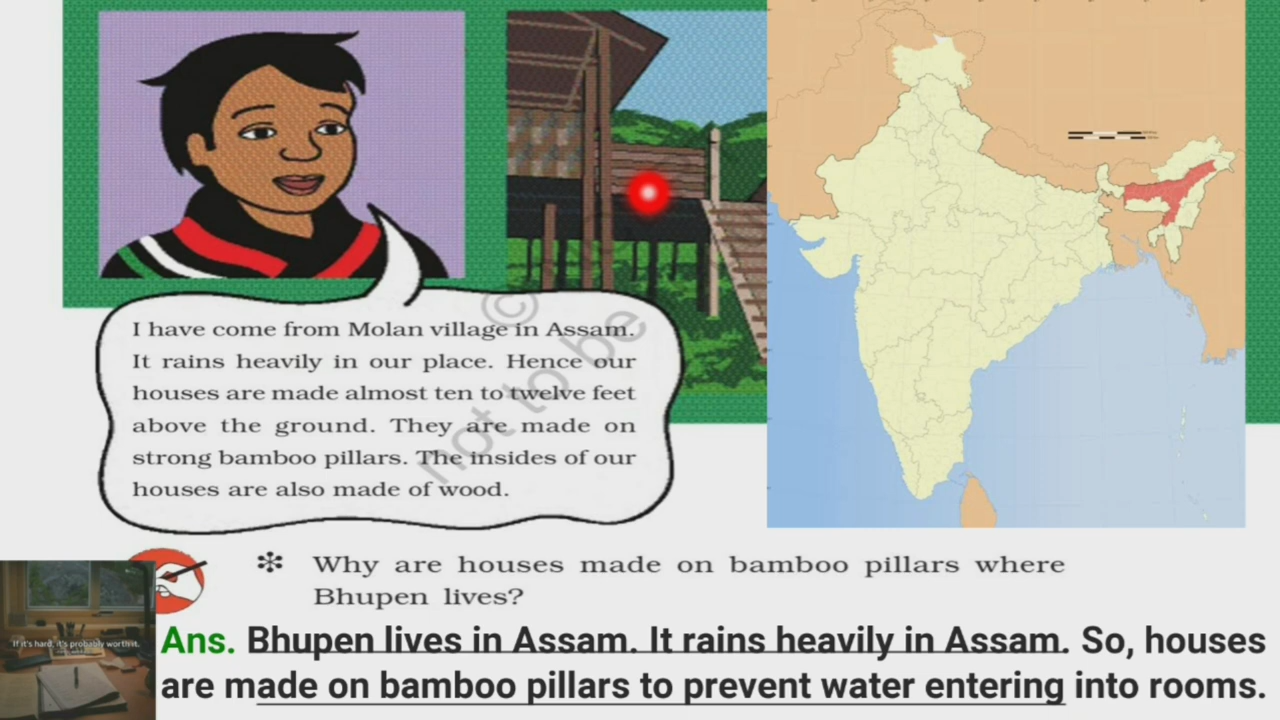 I have come from Molan village in Assam.
It rains heavily in our place. Hence our
houses are made almost ten to twelve feet
above the ground. They are made on
strong bamboo pillars. The insides of our
houses are also made of wood.
©
not to be
Why are houses made on bamboo pillars where
Bhupen lives?
If it's hard, it's probably worth it.
Ans. Bhupen lives in Assam. It rains heavily in Assam. So, houses
are made on bamboo pillars to prevent water entering into rooms.